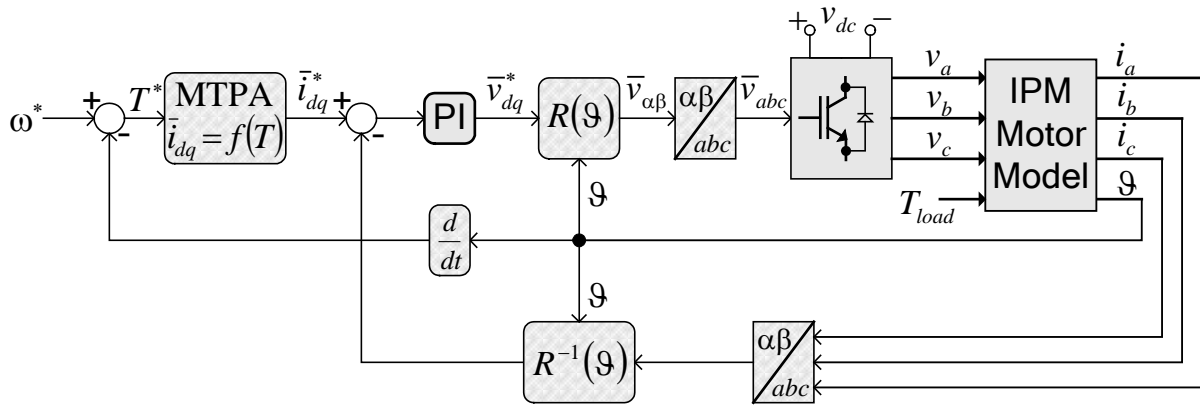 + v_dc −
ω* + - T* MTPA
i̅_dq = f(T)
i̅*_dq + - PI v̅*_dq R(ϑ) v̅_αβ αβ
abc
v̅_abc
v_a
v_b
v_c
T_load
IPM
Motor
Model
i_a
i_b
i_c
ϑ
ϑ
d
dt
ϑ
R⁻¹(ϑ)
αβ
abc